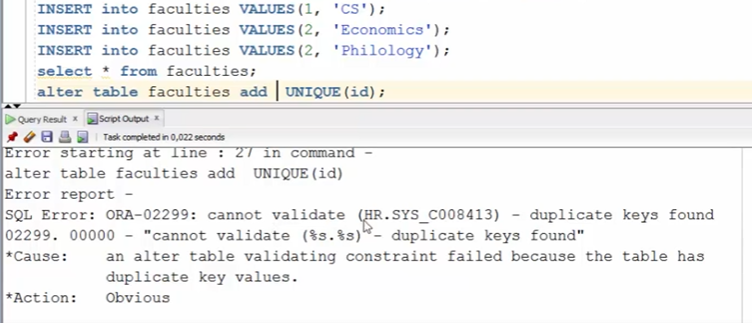 INSERT into faculties VALUES(1, 'CS');
INSERT into faculties VALUES(2, 'Economics');
INSERT into faculties VALUES(2, 'Philology');
select * from faculties;
alter table faculties add  UNIQUE(id);
Query Result x Script Output x
Task completed in 0,022 seconds
Error starting at line : 27 in command -
alter table faculties add  UNIQUE(id)
Error report -
SQL Error: ORA-02299: cannot validate (HR.SYS_C008413) - duplicate keys found
02299. 00000 - "cannot validate (%s.%s) - duplicate keys found"
*Cause:    an alter table validating constraint failed because the table has
duplicate key values.
*Action:   Obvious